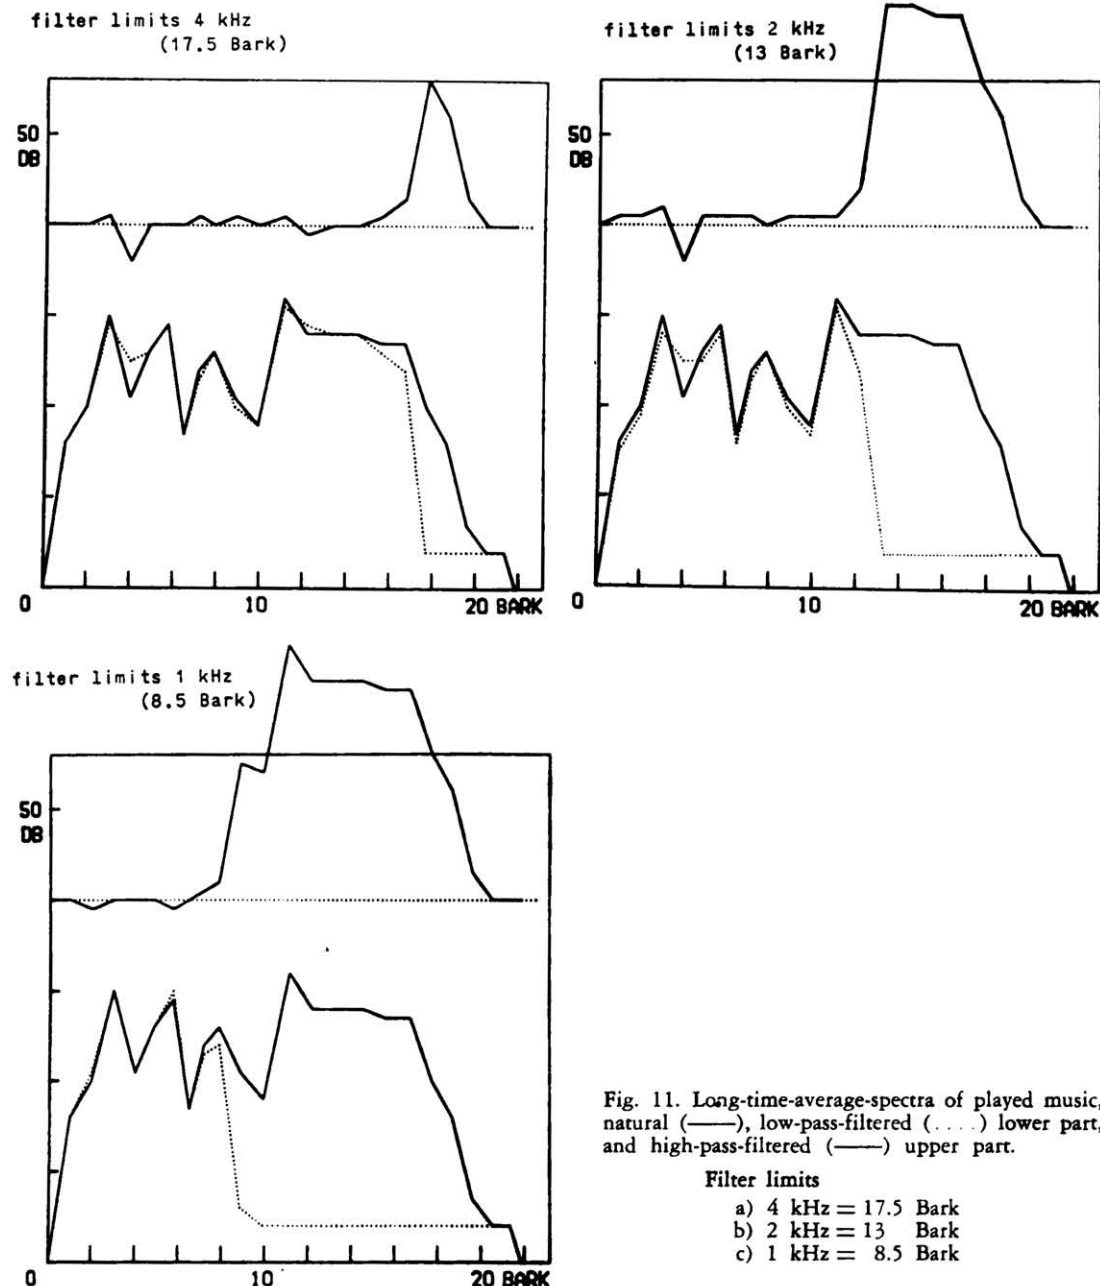 filter limits 4 kHz
(17.5 Bark)
50
DB
0 10 20 BARK
filter limits 2 kHz
(13 Bark)
50
DB
0 10 20 BARK
filter limits 1 kHz
(8.5 Bark)
50
DB
0 10 20 BARK
Fig. 11. Long-time-average-spectra of played music,
natural (——), low-pass-filtered (....) lower part,
and high-pass-filtered (——) upper part.
Filter limits
a) 4 kHz = 17.5 Bark
b) 2 kHz = 13 Bark
c) 1 kHz = 8.5 Bark